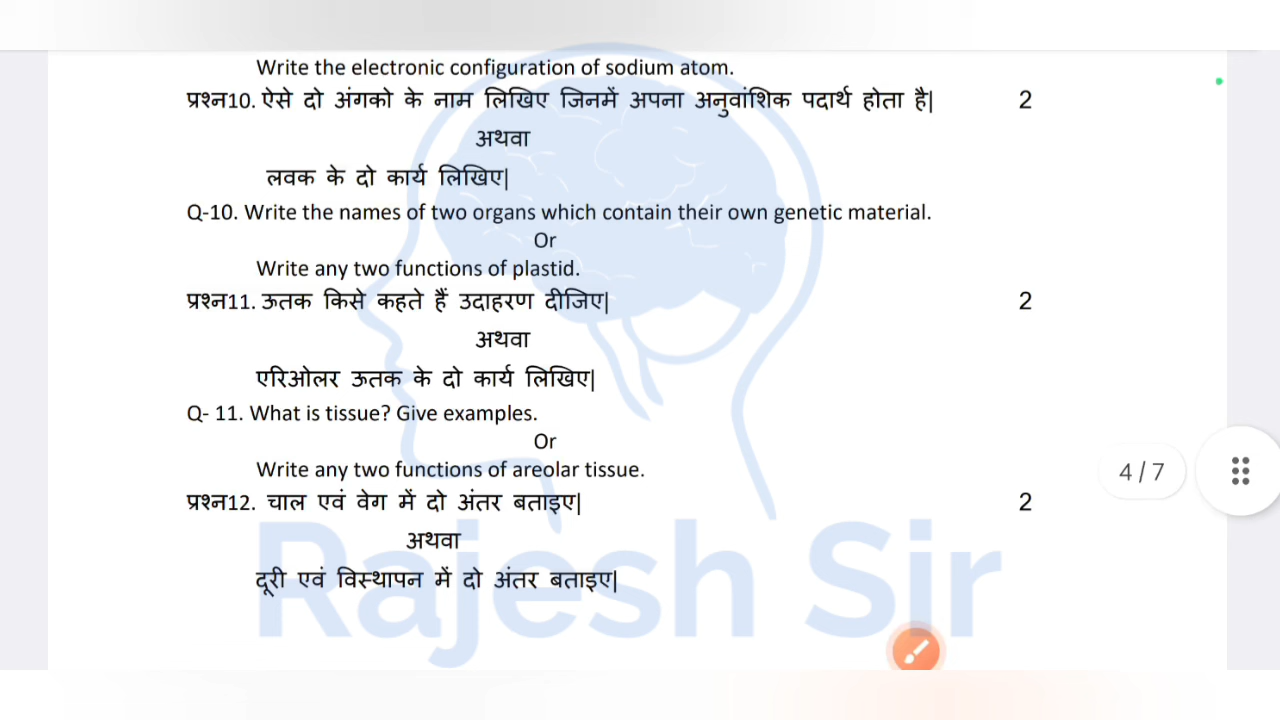 Write the electronic configuration of sodium atom.
प्रश्न10. ऐसे दो अंगको के नाम लिखिए जिनमें अपना अनुवांशिक पदार्थ होता है| 2
अथवा
लवक के दो कार्य लिखिए|
Q-10. Write the names of two organs which contain their own genetic material.
Or
Write any two functions of plastid.
प्रश्न11. ऊतक किसे कहते हैं उदाहरण दीजिए| 2
अथवा
एरिओलर ऊतक के दो कार्य लिखिए|
Q- 11. What is tissue? Give examples.
Or
Write any two functions of areolar tissue.
4 / 7
प्रश्न12. चाल एवं वेग में दो अंतर बताइए| 2
अथवा
दूरी एवं विस्थापन में दो अंतर बताइए|
Rajesh Sir